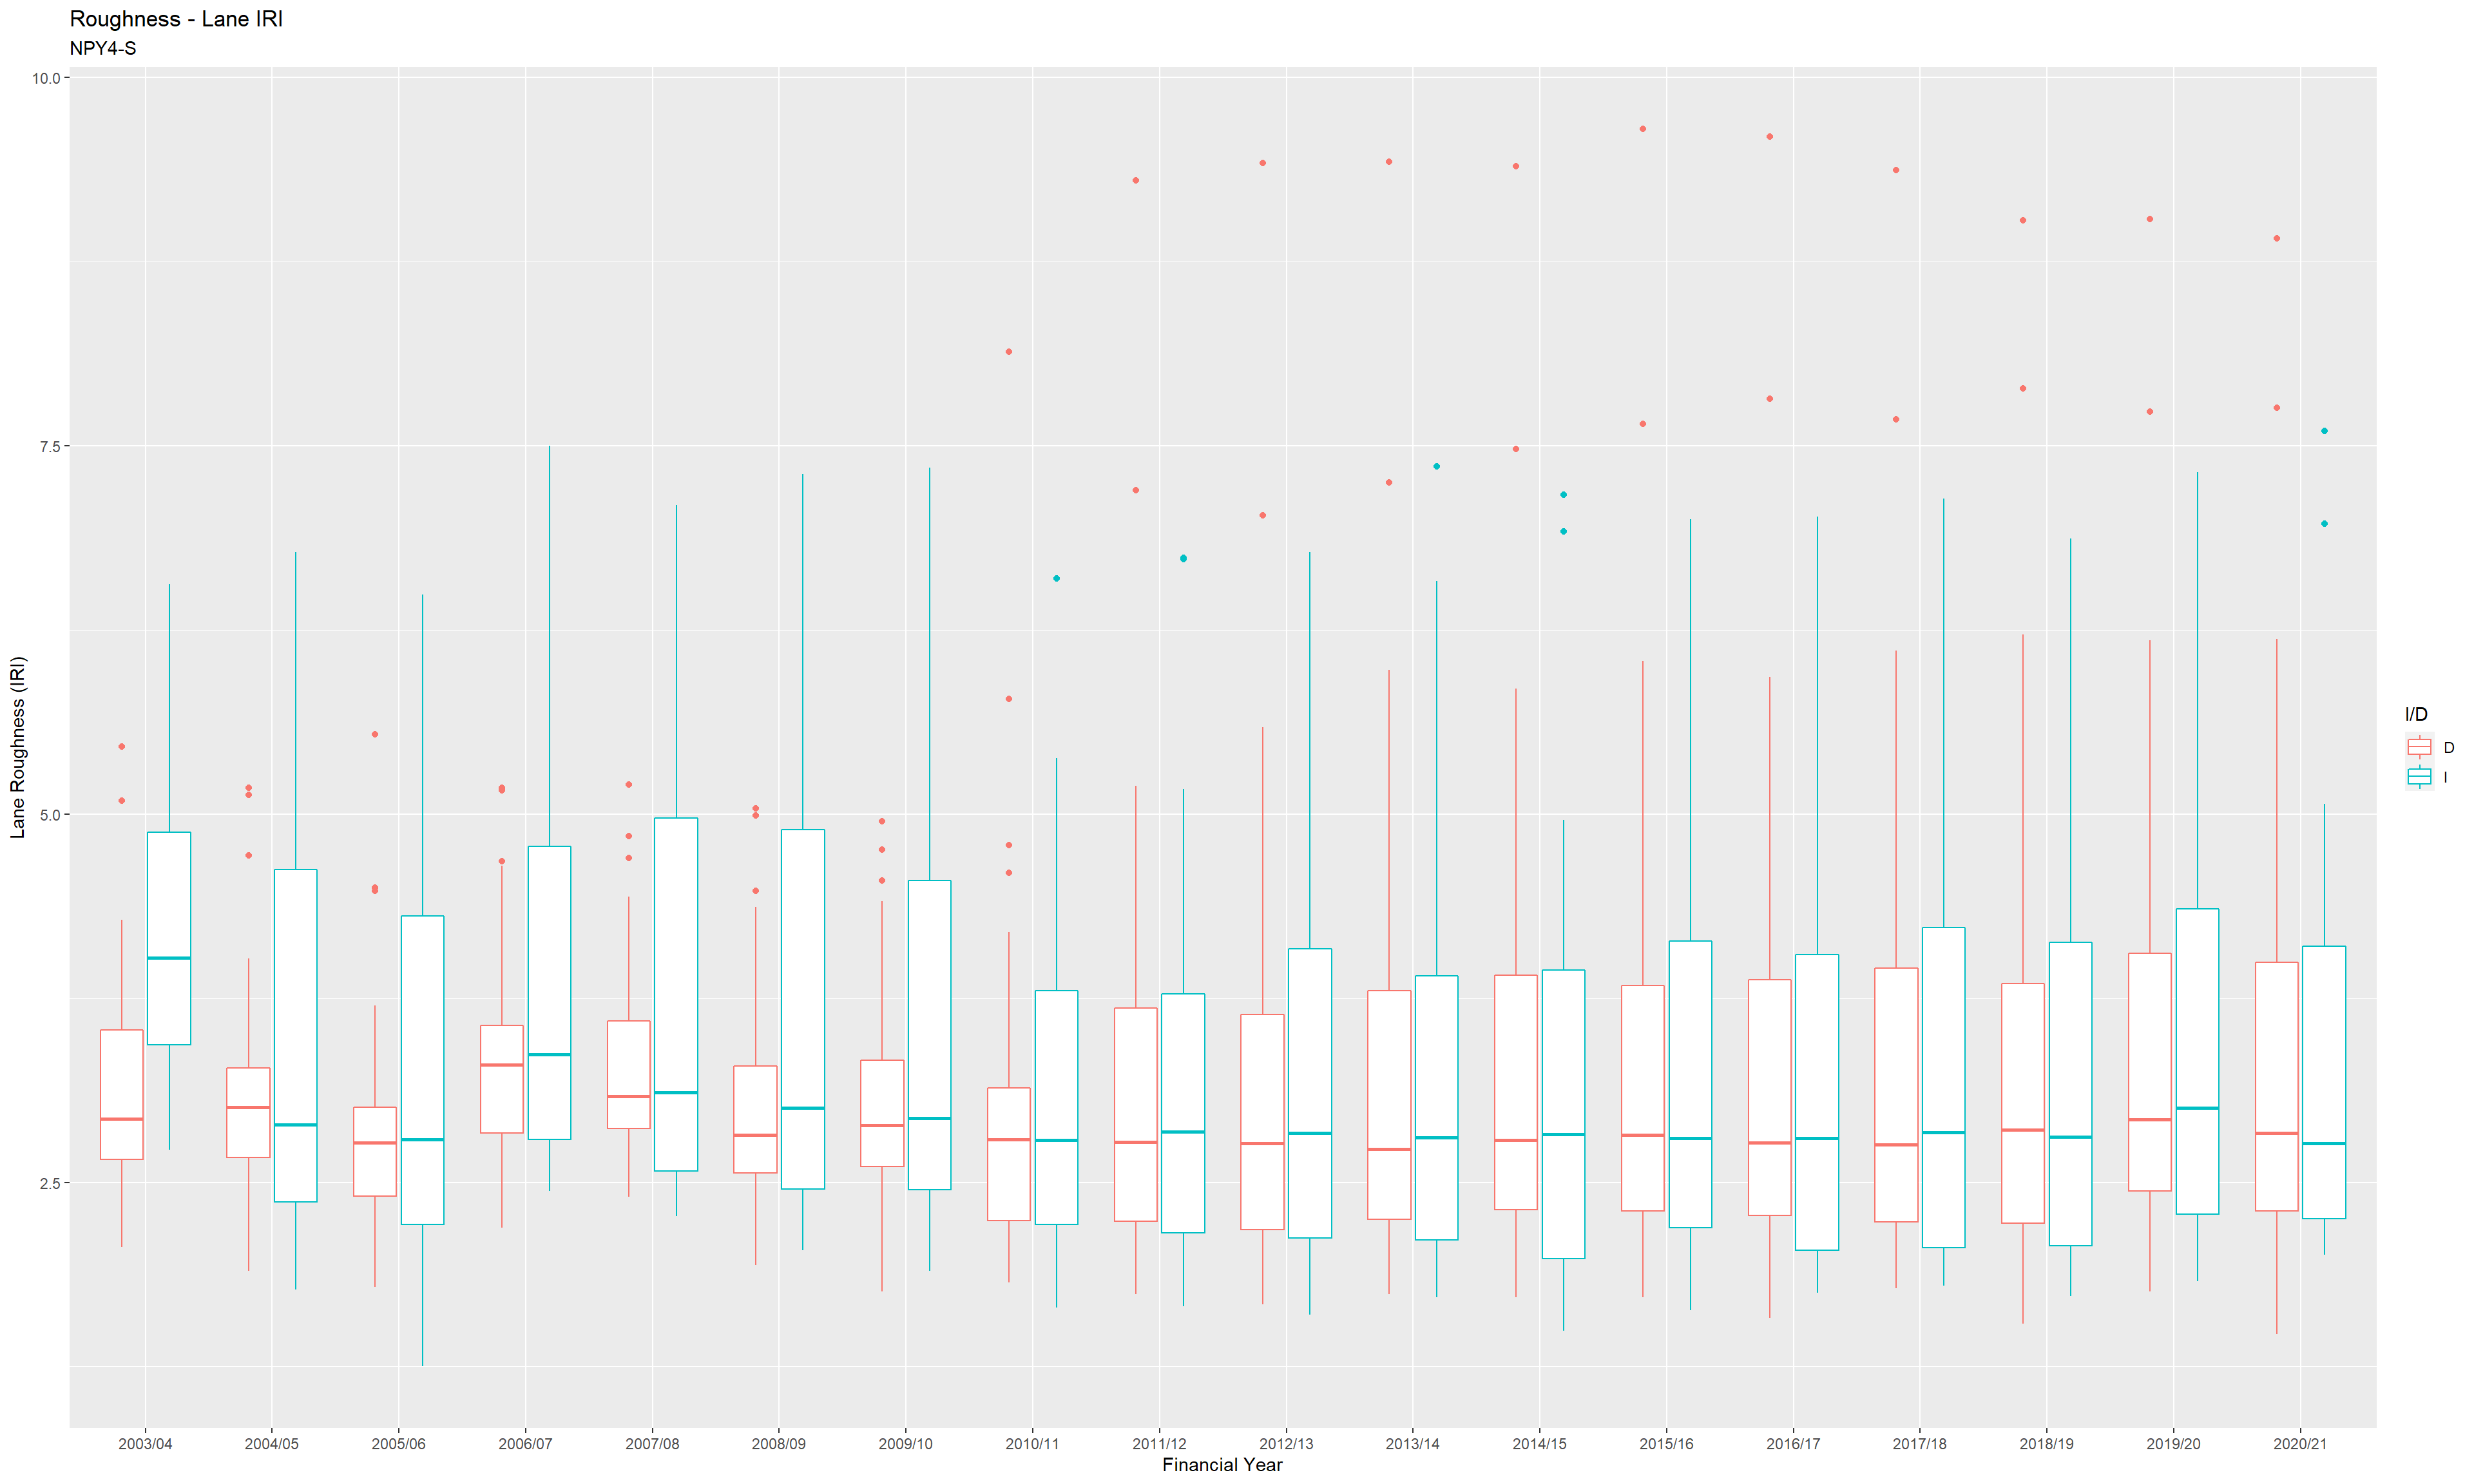 Roughness - Lane IRI
NPY4-S
10.0
7.5
5.0
2.5
Lane Roughness (IRI)
2003/04 2004/05 2005/06 2006/07 2007/08 2008/09 2009/10 2010/11 2011/12 2012/13 2013/14 2014/15 2015/16 2016/17 2017/18 2018/19 2019/20 2020/21
Financial Year
I/D
D
I